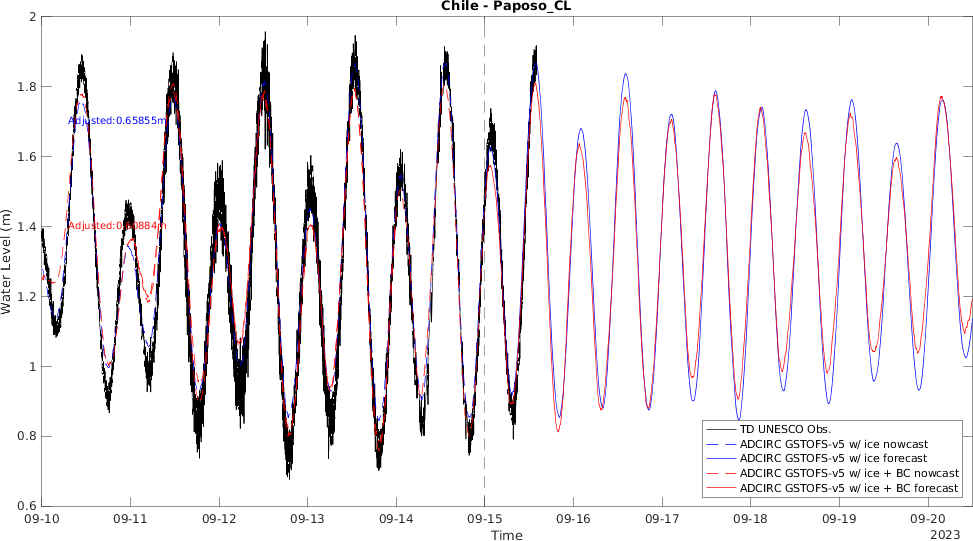 Chile - Paposo_CL
2
1.8
1.6
1.4
1.2
1
0.8
0.6
Water Level (m)
Adjusted:0.65855m
09-10
09-11
09-12
09-13
09-14
09-15
09-16
09-17
09-18
09-19
09-20
2023
Time
TD UNESCO Obs.
ADCIRC GSTOFS-v5 w/ ice nowcast
ADCIRC GSTOFS-v5 w/ ice forecast
ADCIRC GSTOFS-v5 w/ ice + BC nowcast
ADCIRC GSTOFS-v5 w/ ice + BC forecast